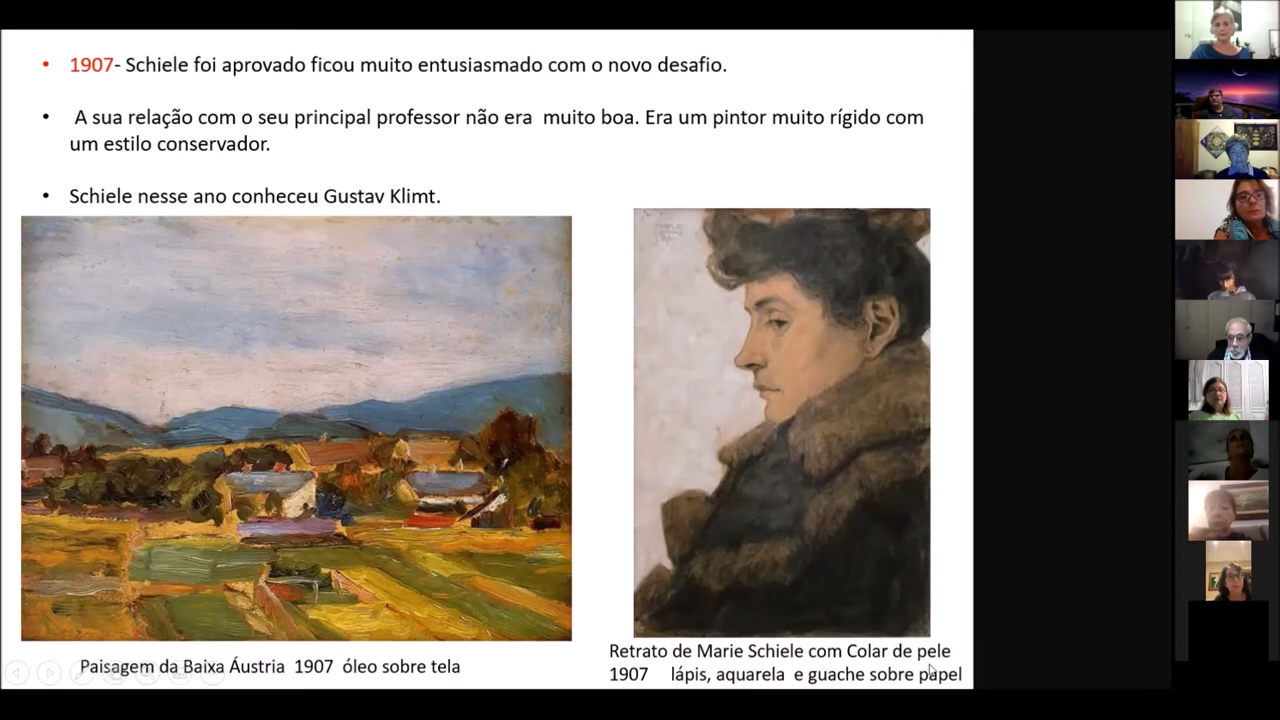 1907- Schiele foi aprovado ficou muito entusiasmado com o novo desafio.
A sua relação com o seu principal professor não era muito boa. Era um pintor muito rígido com
um estilo conservador.
Schiele nesse ano conheceu Gustav Klimt.
Paisagem da Baixa Áustria 1907 óleo sobre tela
Retrato de Marie Schiele com Colar de pele
1907 lápis, aquarela e guache sobre papel